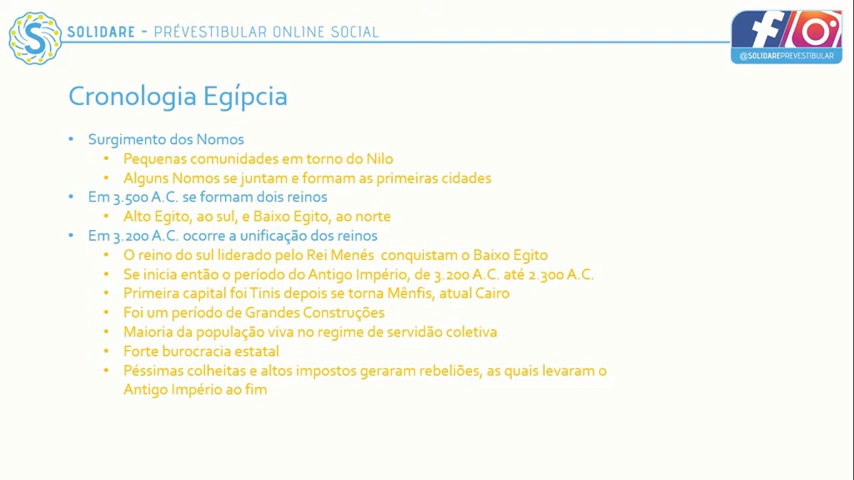 SOLIDARE – PRÉVESTIBULAR ONLINE SOCIAL
@SOLIDAREPREVESTIBULAR
Cronologia Egípcia
• Surgimento dos Nomos
• Pequenas comunidades em torno do Nilo
• Alguns Nomos se juntam e formam as primeiras cidades
• Em 3.500 A.C. se formam dois reinos
• Alto Egito, ao sul, e Baixo Egito, ao norte
• Em 3.200 A.C. ocorre a unificação dos reinos
• O reino do sul liderado pelo Rei Menés conquistam o Baixo Egito
• Se inicia então o período do Antigo Império, de 3.200 A.C. até 2.300 A.C.
• Primeira capital foi Tinis depois se torna Mênfis, atual Cairo
• Foi um período de Grandes Construções
• Maioria da população viva no regime de servidão coletiva
• Forte burocracia estatal
• Péssimas colheitas e altos impostos geraram rebeliões, as quais levaram o
Antigo Império ao fim